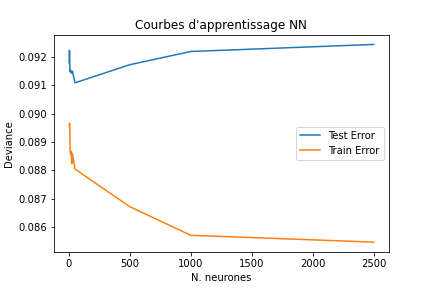 Courbes d'apprentissage NN
0.092
0.091
0.090
0.089
0.088
0.087
0.086
Deviance
Test Error
Train Error
0
500
1000
1500
2000
2500
N. neurones